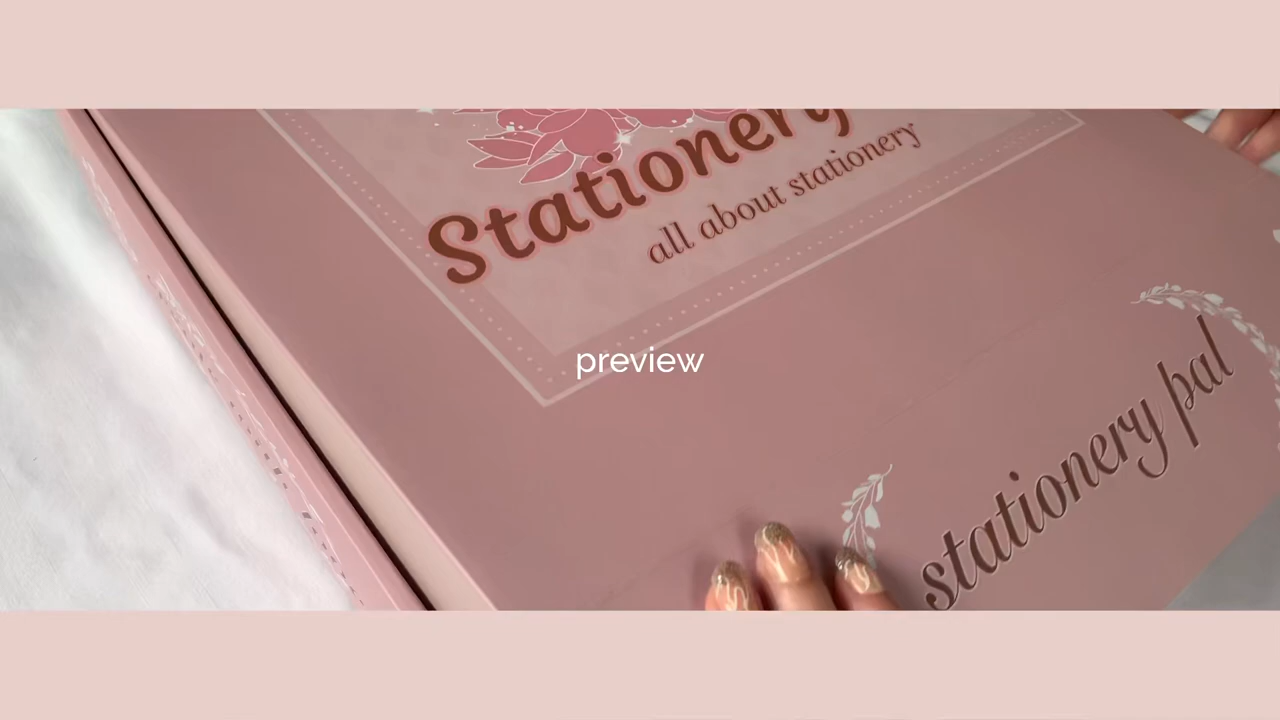 Stationery
all about stationery
preview
stationery pal